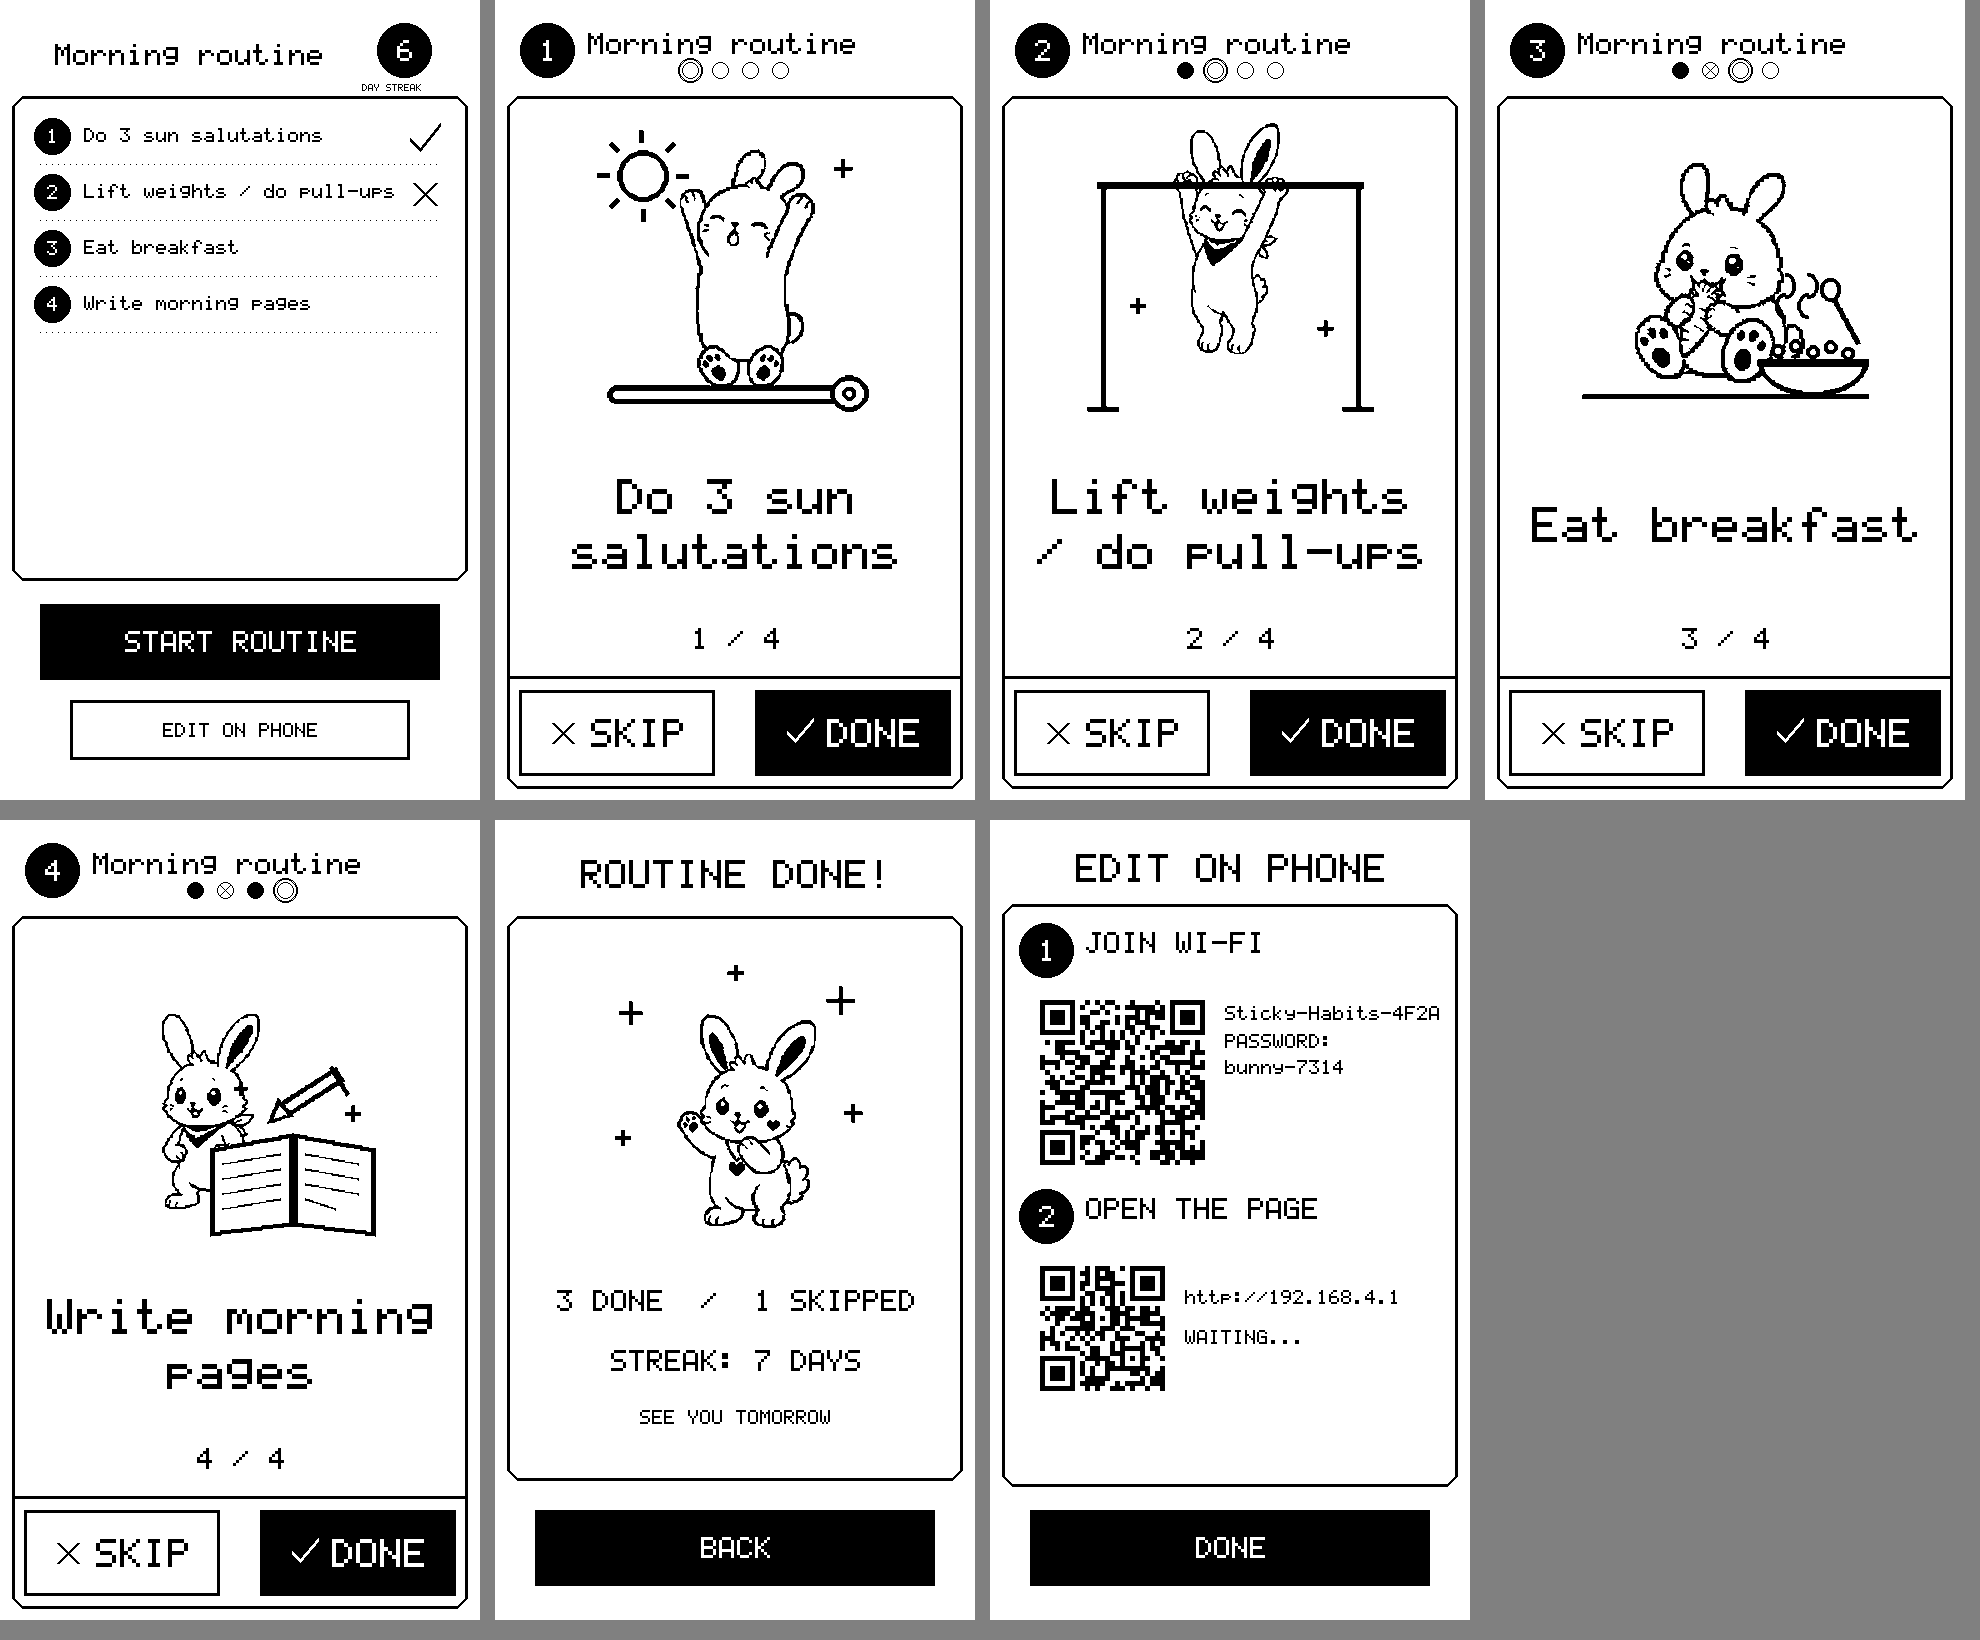 Morning routine
6
DAY STREAK
1 Do 3 sun salutations
2 Lift weights / do pull-ups
3 Eat breakfast
4 Write morning pages
START ROUTINE
EDIT ON PHONE
1 Morning routine
Do 3 sun
salutations
1 / 4
SKIP
DONE
2 Morning routine
Lift weights
/ do pull-ups
2 / 4
SKIP
DONE
3 Morning routine
Eat breakfast
3 / 4
SKIP
DONE
4 Morning routine
Write morning
pages
4 / 4
SKIP
DONE
ROUTINE DONE!
3 DONE / 1 SKIPPED
STREAK: 7 DAYS
SEE YOU TOMORROW
BACK
EDIT ON PHONE
1 JOIN WI-FI
Sticky-Habits-4F2A
PASSWORD:
bunny-7314
2 OPEN THE PAGE
http://192.168.4.1
WAITING...
DONE